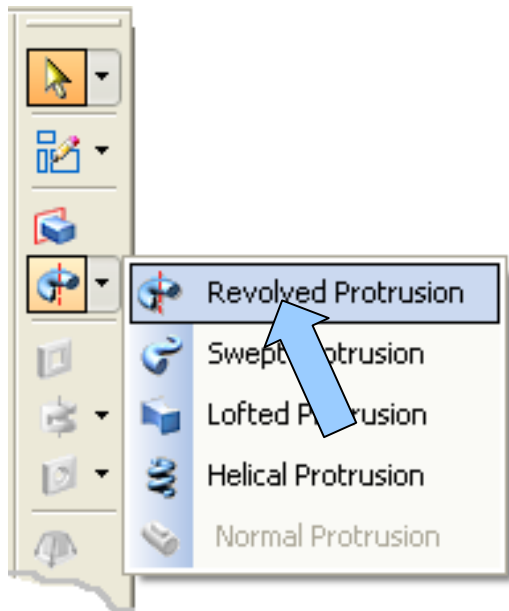 Revolved Protrusion
Swept Protrusion
Lofted Protrusion
Helical Protrusion
Normal Protrusion